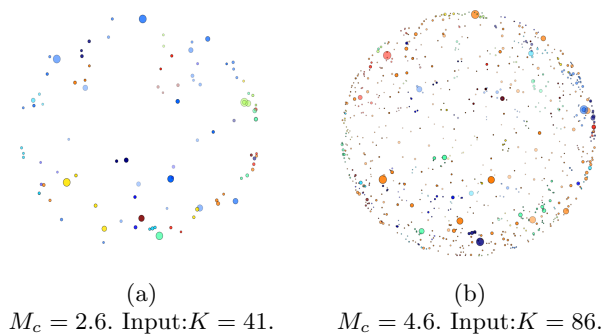 (a) (b)
M_c = 2.6. Input:K = 41. M_c = 4.6. Input:K = 86.